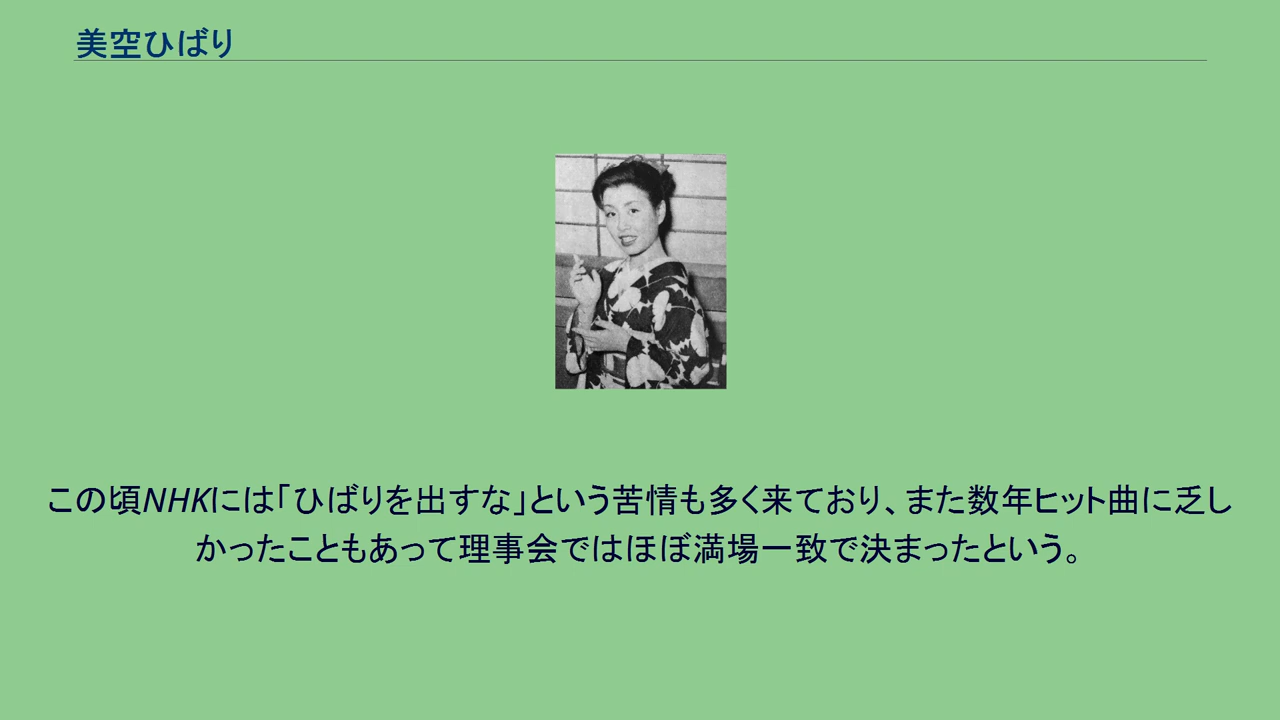 美空ひばり
この頃NHKには「ひばりを出すな」という苦情も多く来ており、また数年ヒット曲に乏し
かったこともあって理事会ではほぼ満場一致で決まったという。